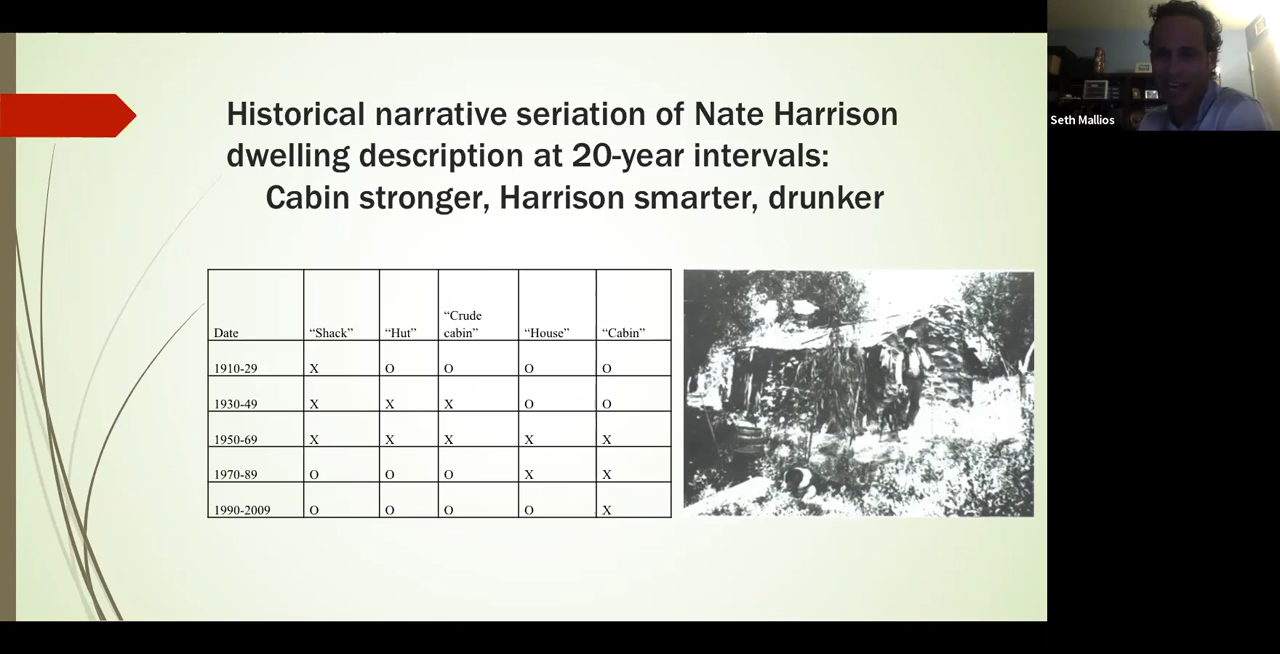 Historical narrative seriation of Nate Harrison
dwelling description at 20-year intervals:
Cabin stronger, Harrison smarter, drunker
Seth Mallios
Date “Shack” “Hut” “Crude cabin” “House” “Cabin”
1910-29 X O O O O
1930-49 X X X O O
1950-69 X X X X X
1970-89 O O O X X
1990-2009 O O O O X